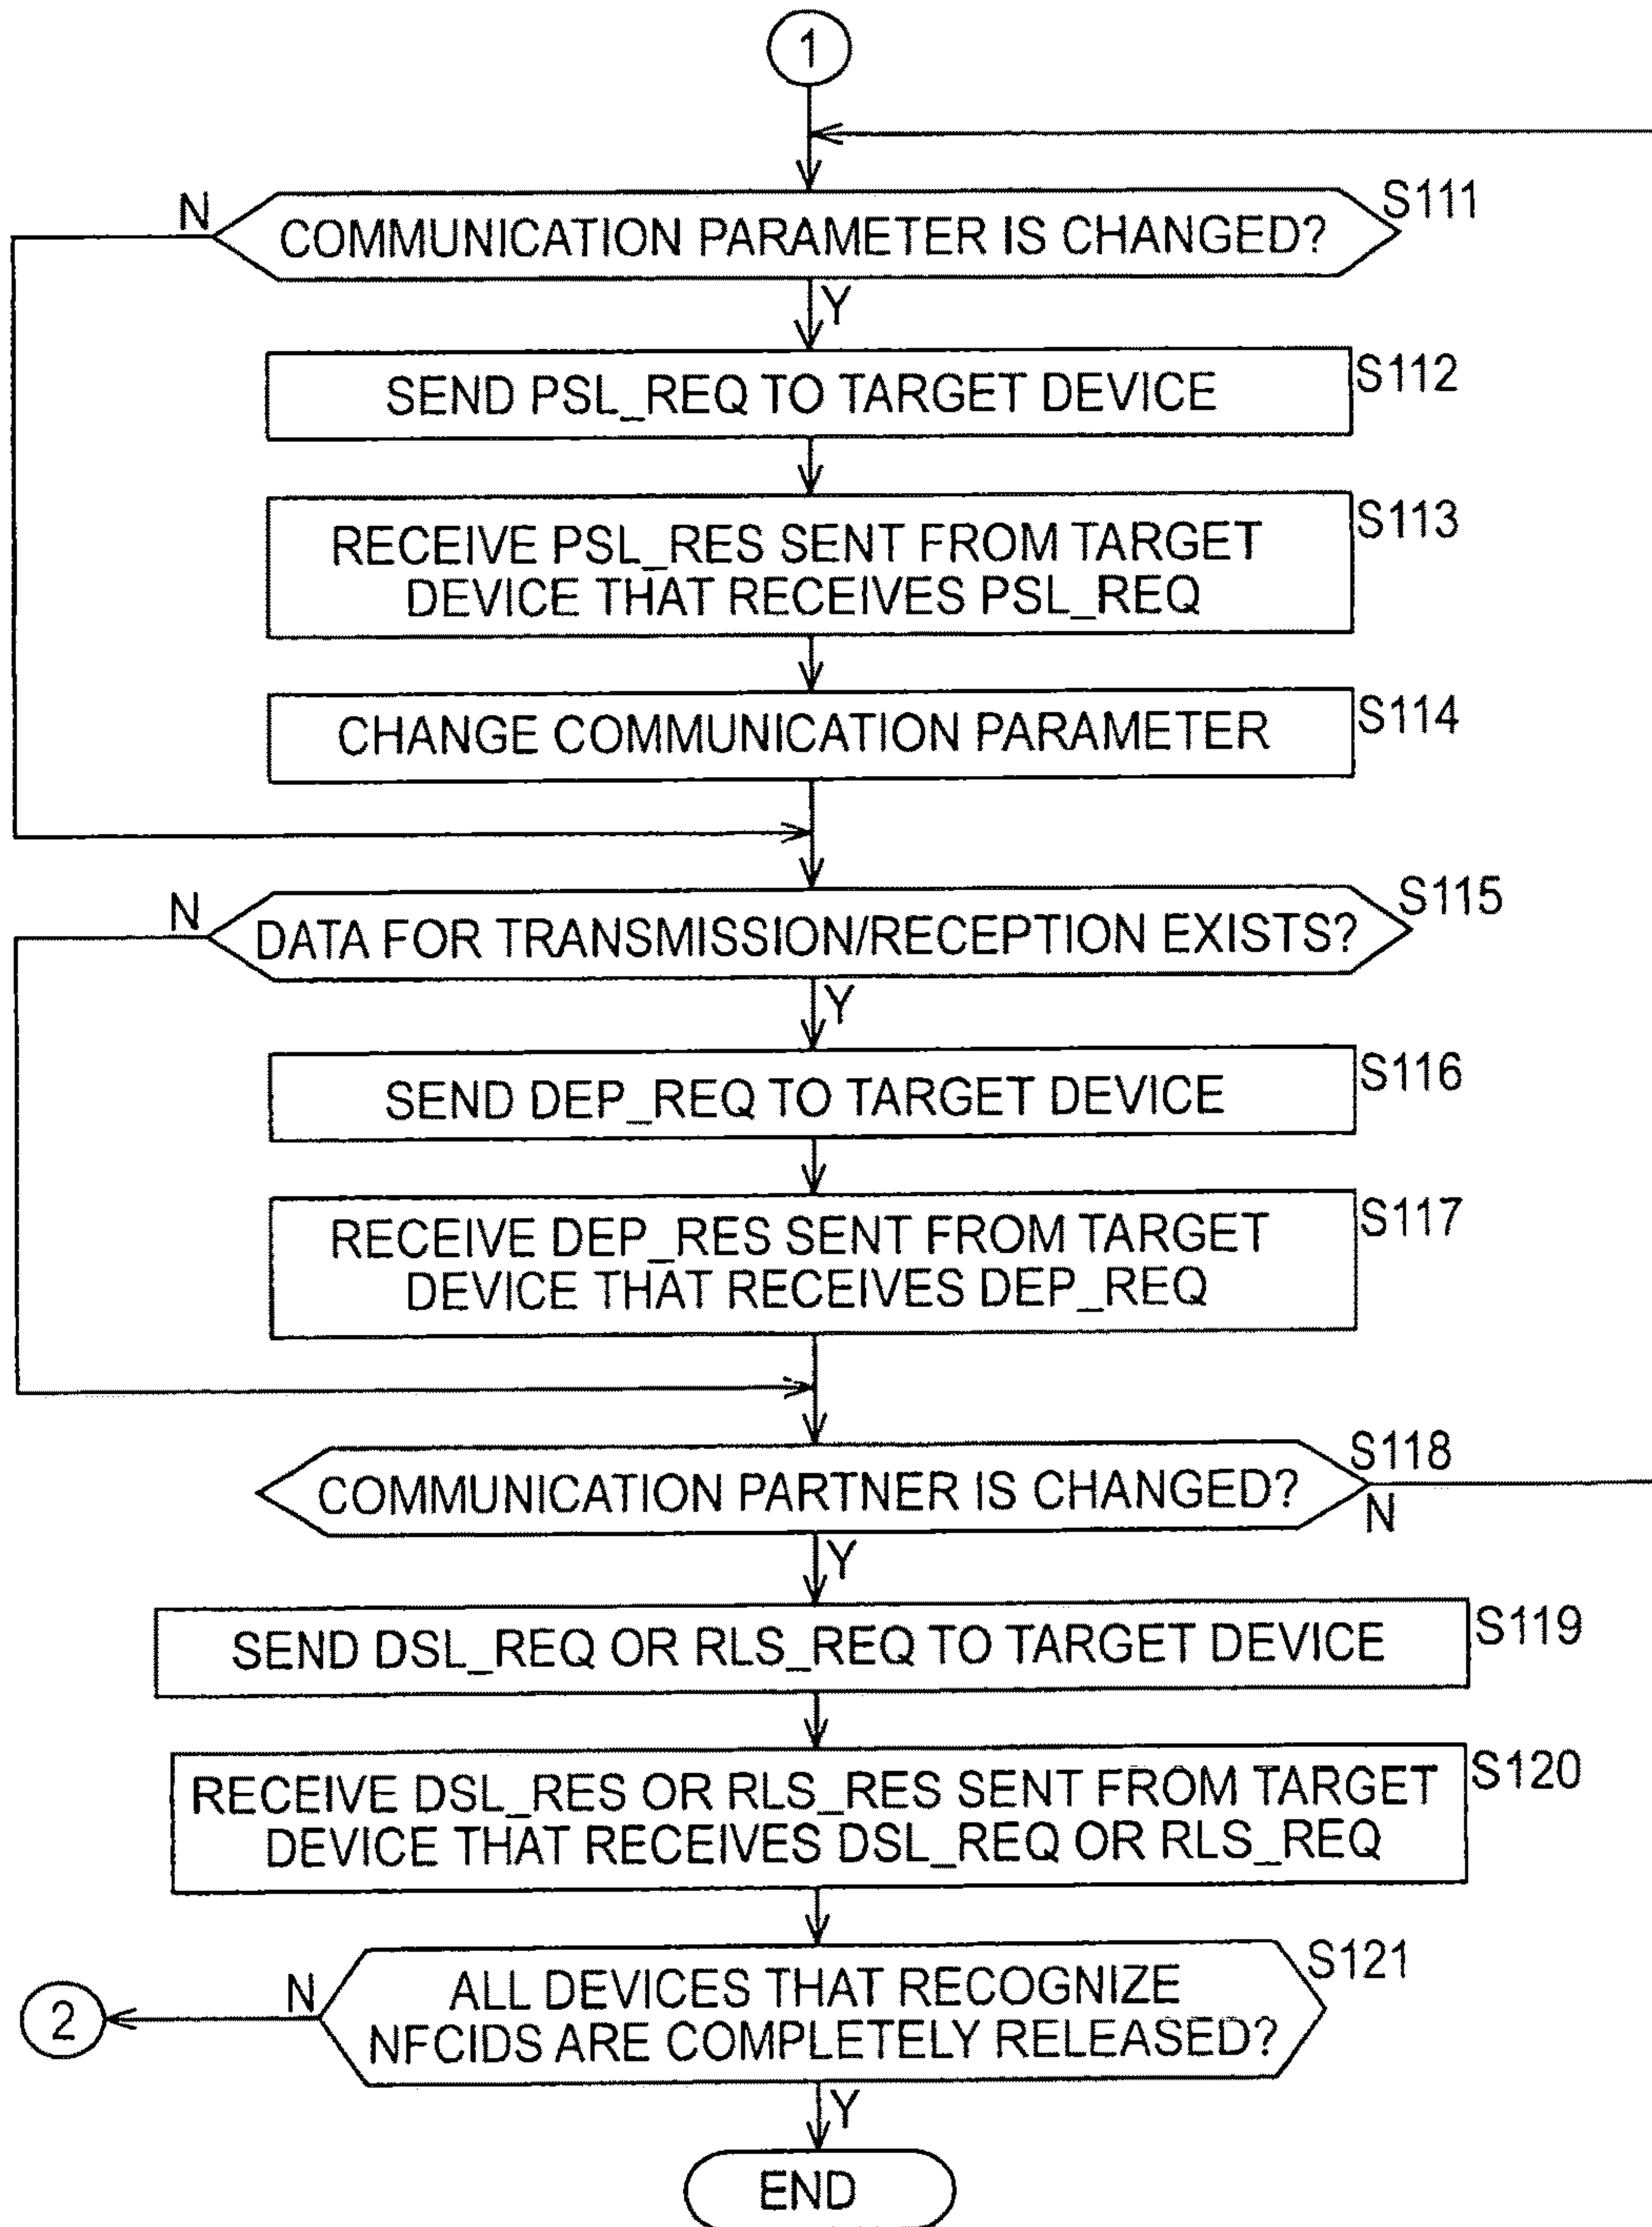 1
N
COMMUNICATION PARAMETER IS CHANGED?
S111
Y
SEND PSL_REQ TO TARGET DEVICE
S112
RECEIVE PSL_RES SENT FROM TARGET
DEVICE THAT RECEIVES PSL_REQ
S113
CHANGE COMMUNICATION PARAMETER
S114
N
DATA FOR TRANSMISSION/RECEPTION EXISTS?
S115
Y
SEND DEP_REQ TO TARGET DEVICE
S116
RECEIVE DEP_RES SENT FROM TARGET
DEVICE THAT RECEIVES DEP_REQ
S117
COMMUNICATION PARTNER IS CHANGED?
S118
N
Y
SEND DSL_REQ OR RLS_REQ TO TARGET DEVICE
S119
RECEIVE DSL_RES OR RLS_RES SENT FROM TARGET
DEVICE THAT RECEIVES DSL_REQ OR RLS_REQ
S120
2
N
ALL DEVICES THAT RECOGNIZE
NFCIDS ARE COMPLETELY RELEASED?
S121
Y
END